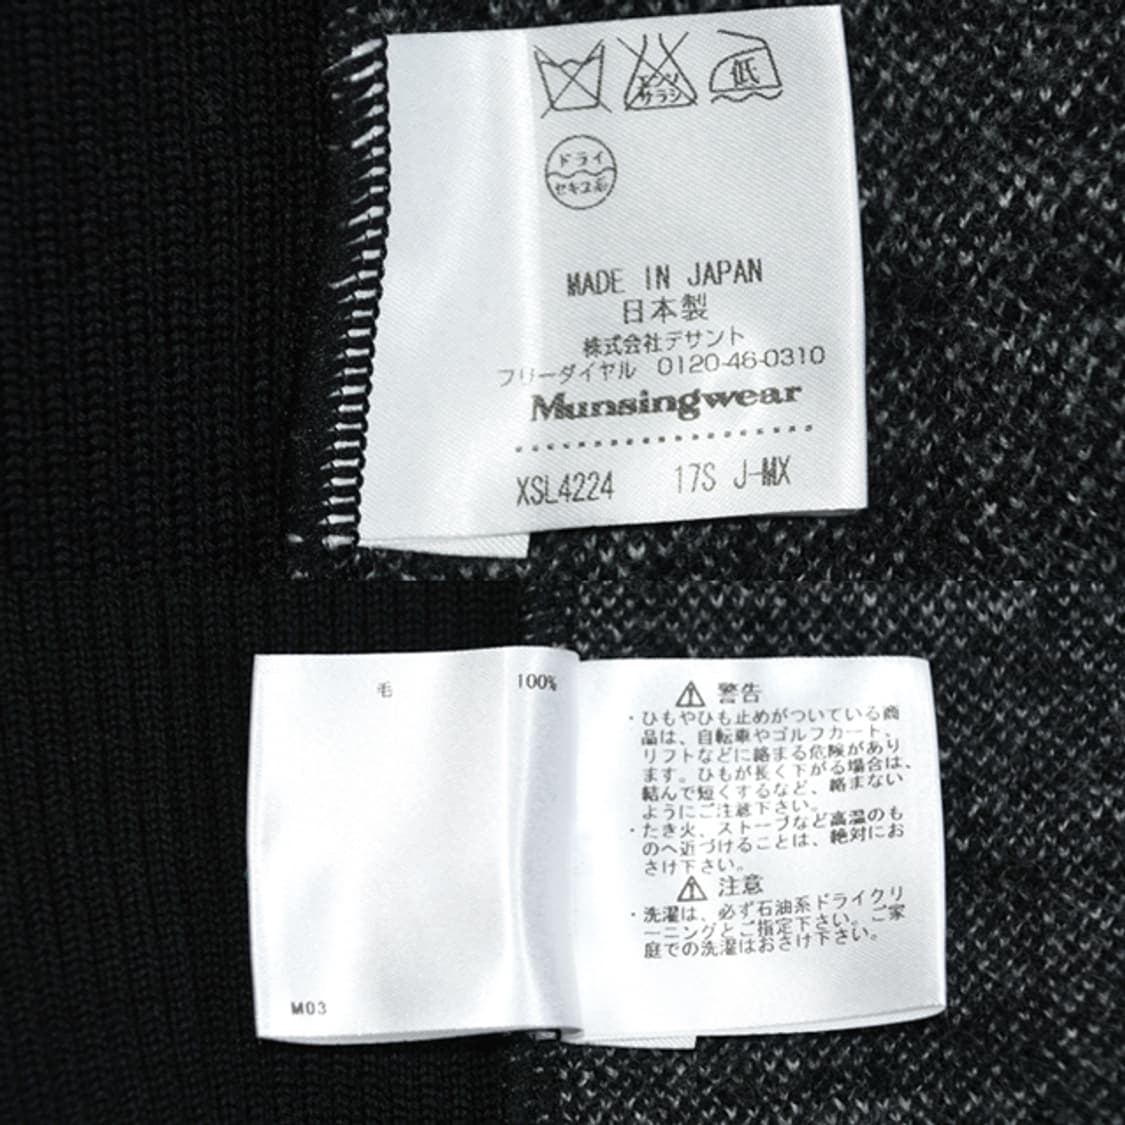 エンソ
サラシ
低
ドライ
セキユ系
MADE IN JAPAN
日本製
株式会社デサント
フリーダイヤル 0120-46-0310
Munsingwear
XSL4224 17S J-MX
毛 100%
M03
⚠ 警告
・ひもやひも止めがついている商
品は、自転車やゴルフカート、
リフトなどに絡まる危険があり
ます。ひもが長く下がる場合は、
結んで短くするなど、絡まない
ようにご注意下さい。
・たき火、ストーブなど高温のも
のへ近づけることは、絶対にお
さけ下さい。
⚠ 注意
・洗濯は、必ず石油系ドライクリ
ーニングとご指定下さい。ご家
庭での洗濯はおさけ下さい。